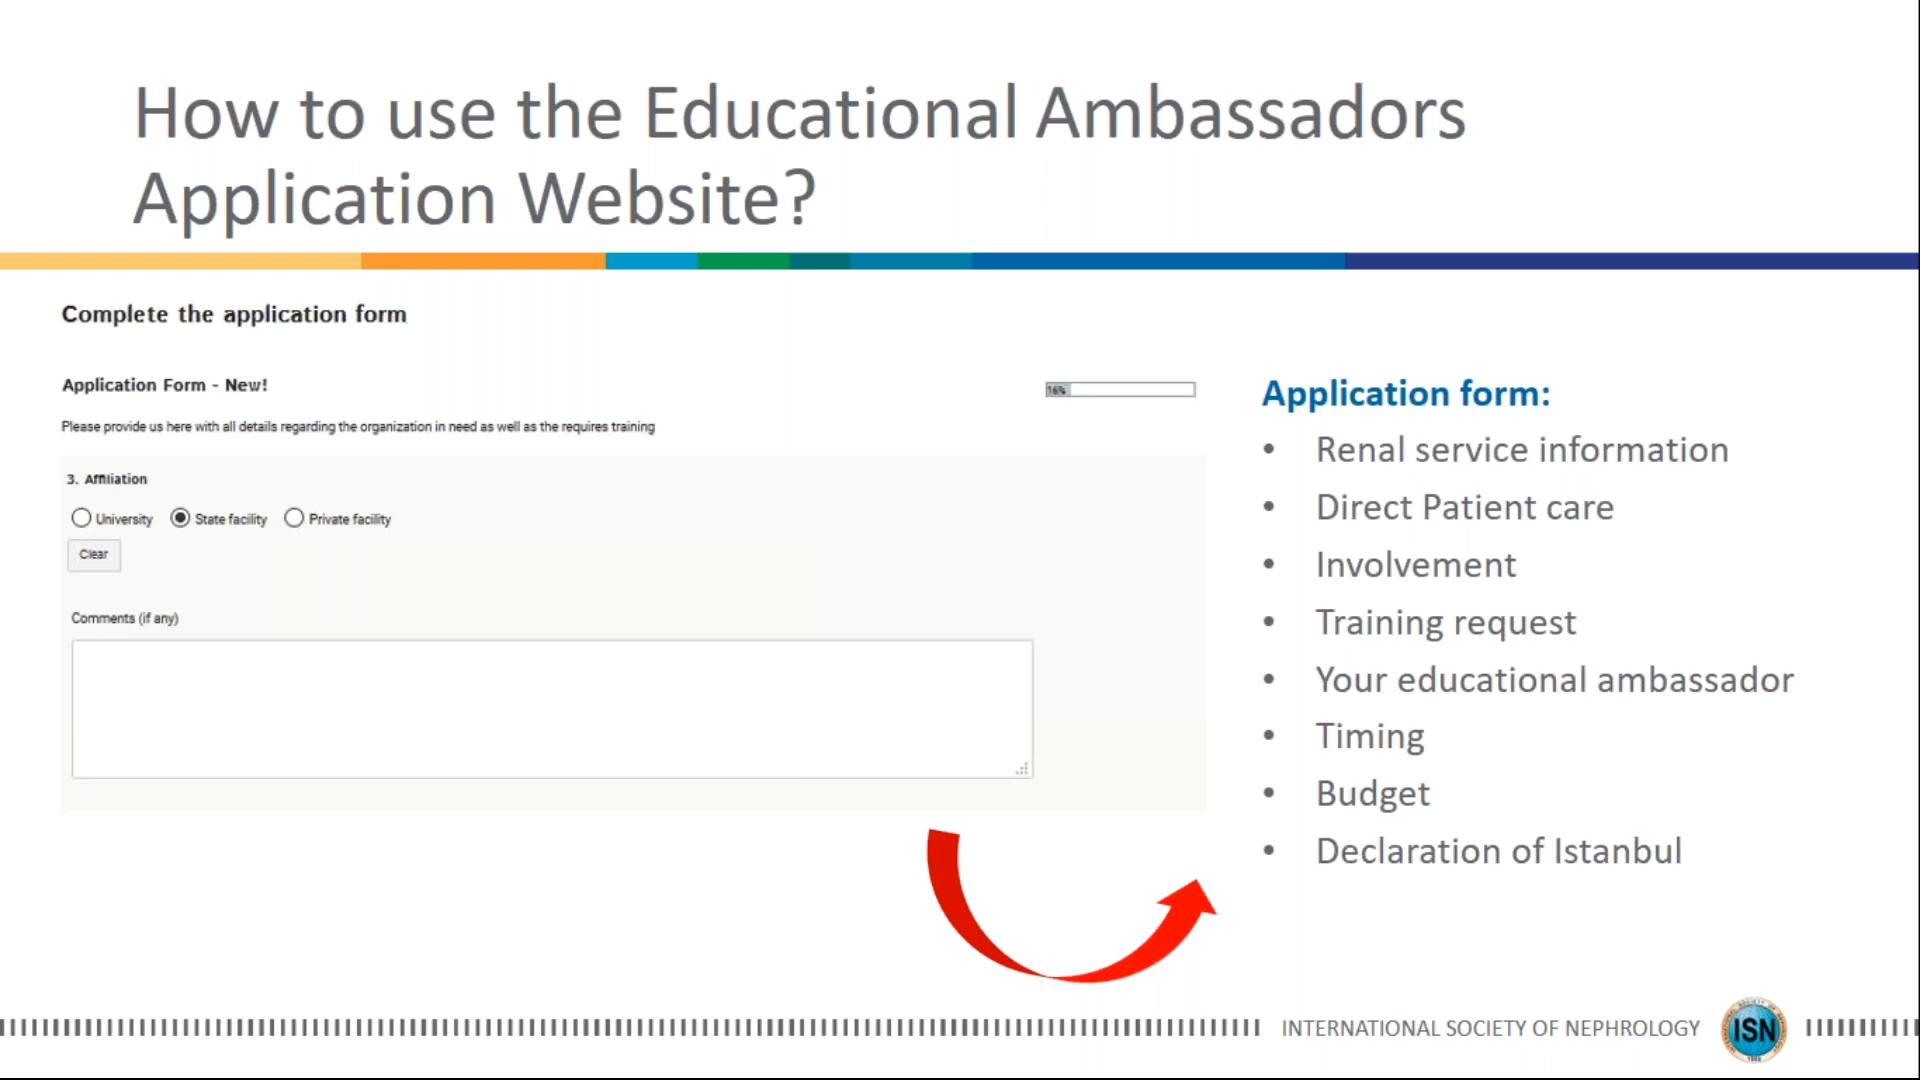 How to use the Educational Ambassadors
Application Website?
Complete the application form
Application Form - New!
16%
Please provide us here with all details regarding the organization in need as well as the requires training
3. Affiliation
University State facility Private facility
Clear
Comments (if any)
Application form:
• Renal service information
• Direct Patient care
• Involvement
• Training request
• Your educational ambassador
• Timing
• Budget
• Declaration of Istanbul
INTERNATIONAL SOCIETY OF NEPHROLOGY
ISN